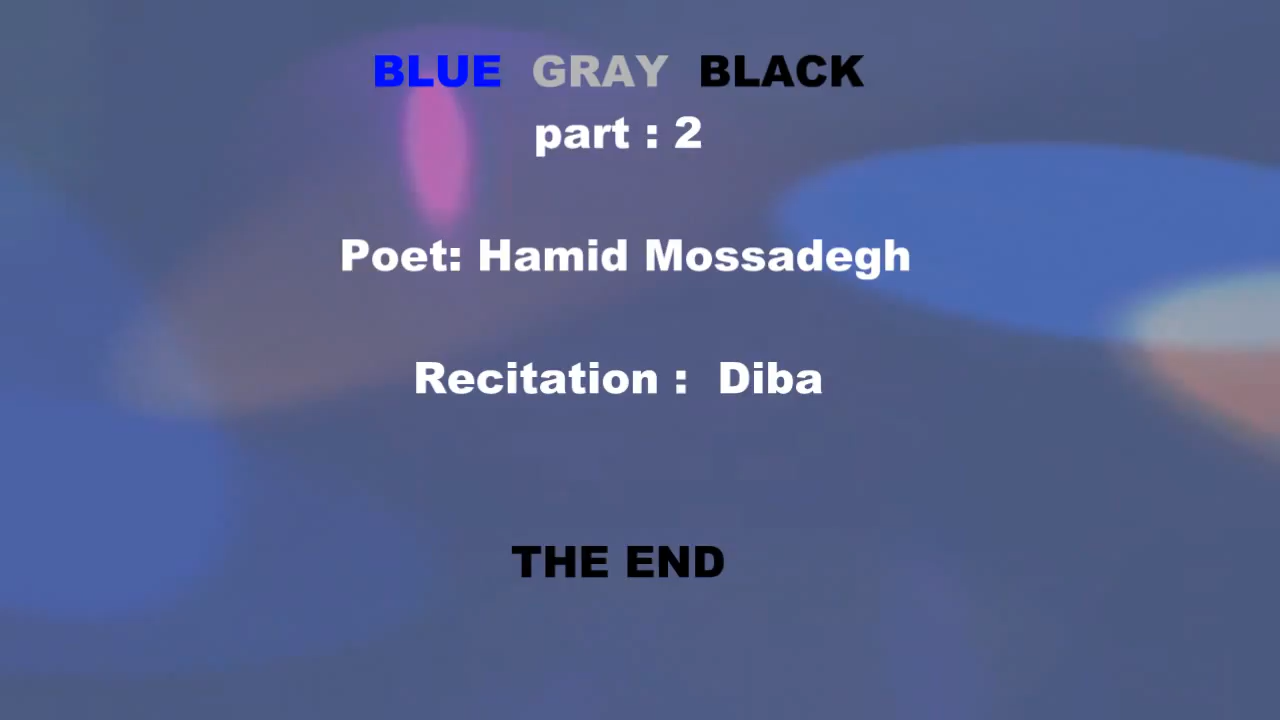 BLUE GRAY BLACK
part : 2
Poet: Hamid Mossadegh
Recitation : Diba
THE END